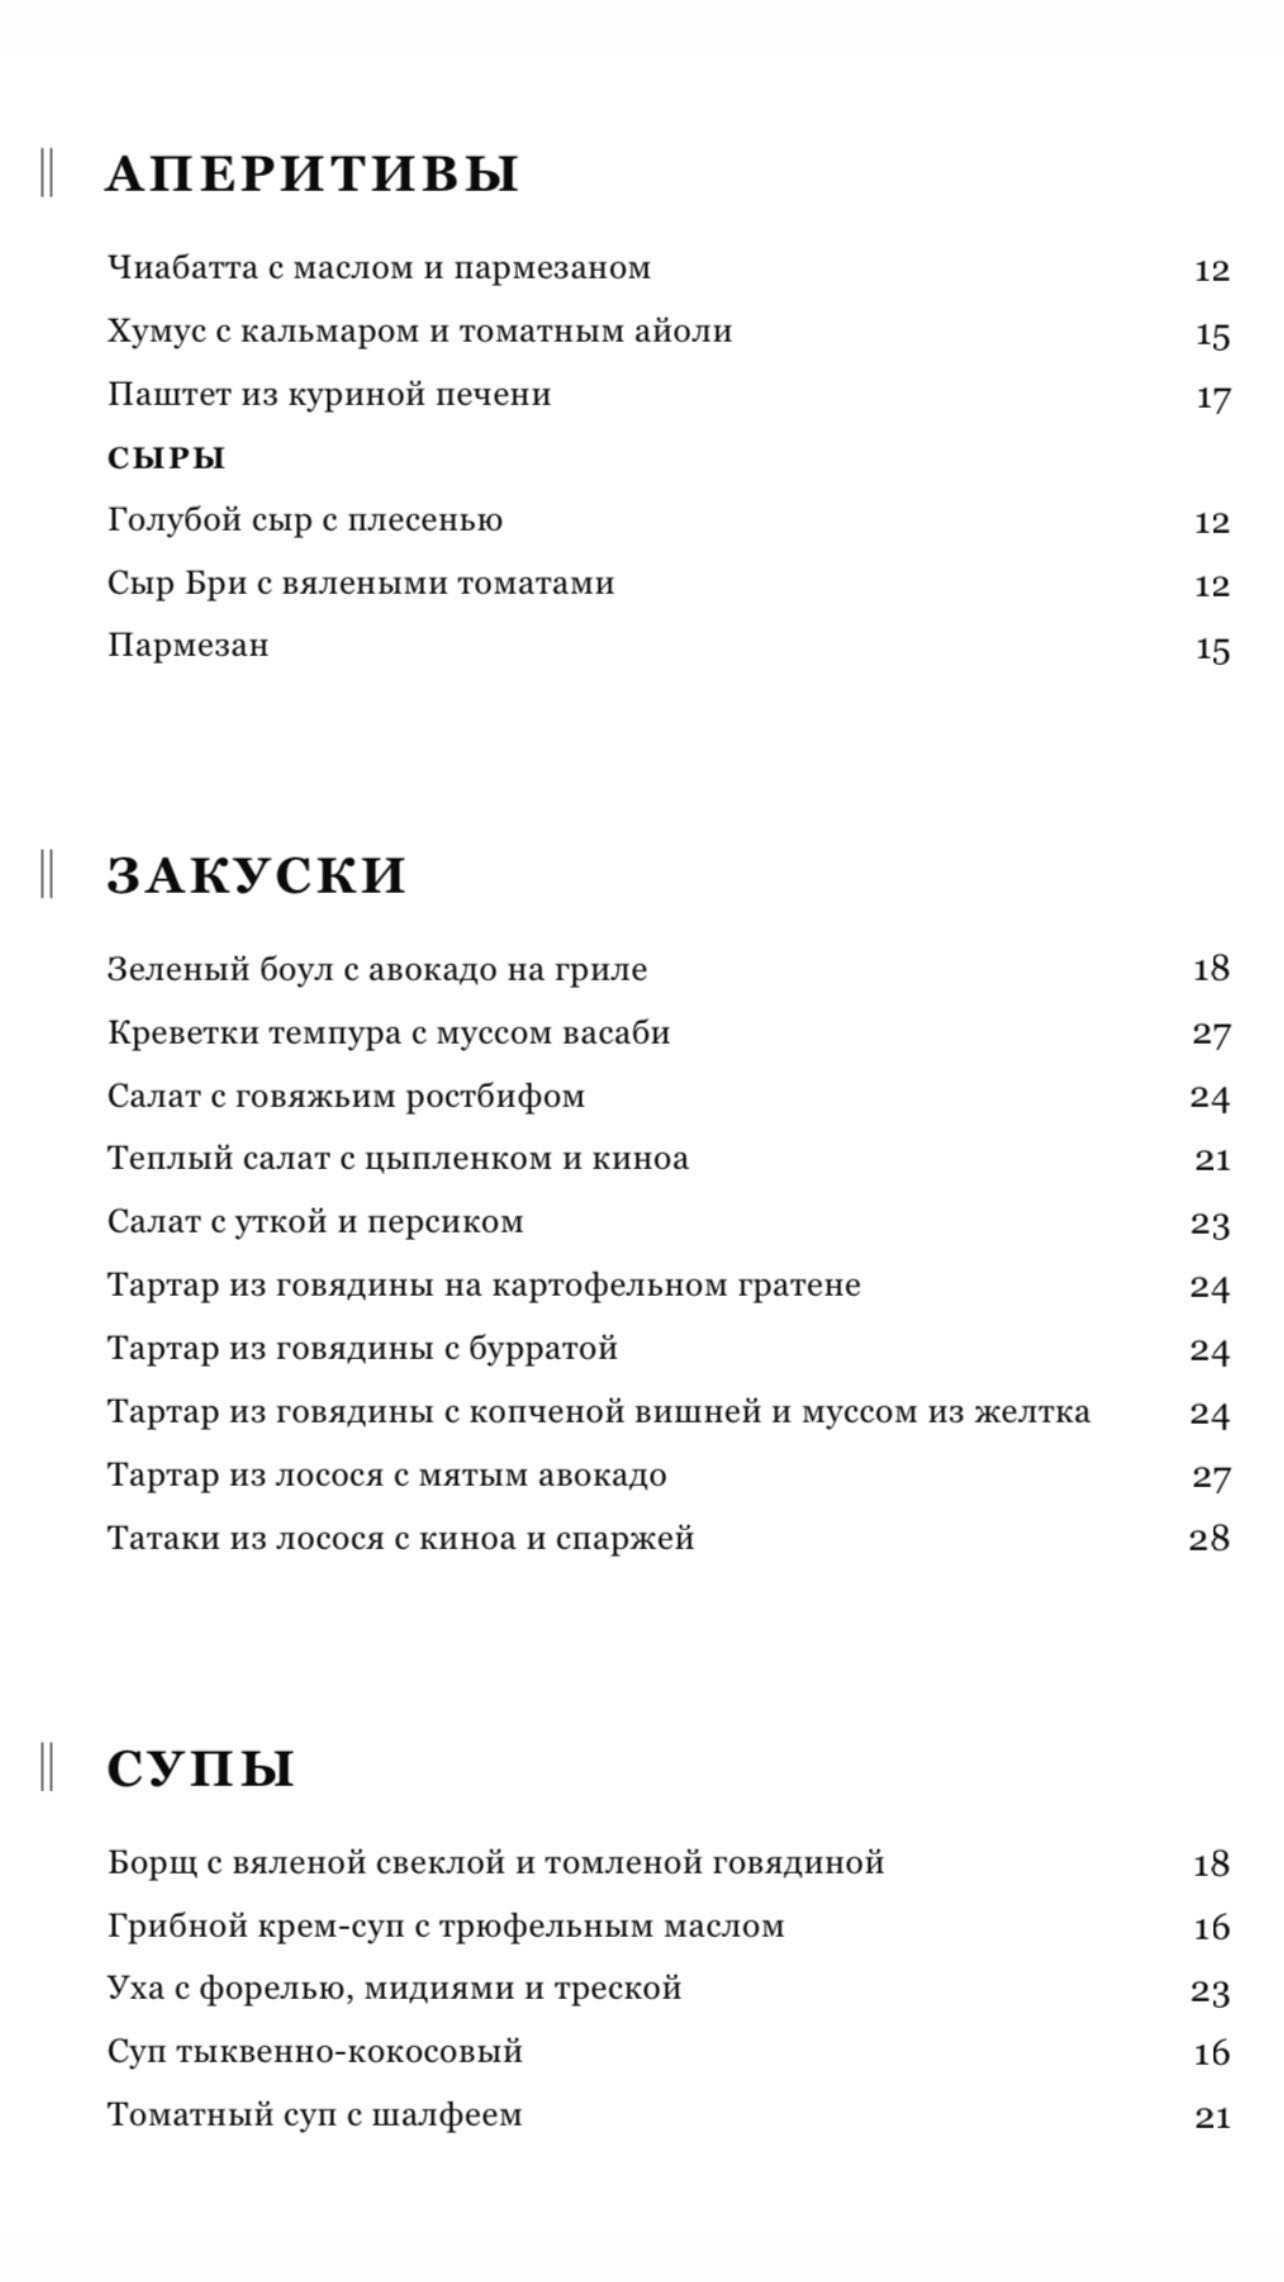 АПЕРИТИВЫ
Чиабатта с маслом и пармезаном 12
Хумус с кальмаром и томатным айоли 15
Паштет из куриной печени 17
СЫРЫ
Голубой сыр с плесенью 12
Сыр Бри с вялеными томатами 12
Пармезан 15
ЗАКУСКИ
Зеленый боул с авокадо на гриле 18
Креветки темпура с муссом васаби 27
Салат с говяжьим ростбифом 24
Теплый салат с цыпленком и киноа 21
Салат с уткой и персиком 23
Тартар из говядины на картофельном гратене 24
Тартар из говядины с бурратой 24
Тартар из говядины с копченой вишней и муссом из желтка 24
Тартар из лосося с мятым авокадо 27
Татаки из лосося с киноа и спаржей 28
СУПЫ
Борщ с вяленой свеклой и томленой говядиной 18
Грибной крем-суп с трюфельным маслом 16
Уха с форелью, мидиями и треской 23
Суп тыквенно-кокосовый 16
Томатный суп с шалфеем 21